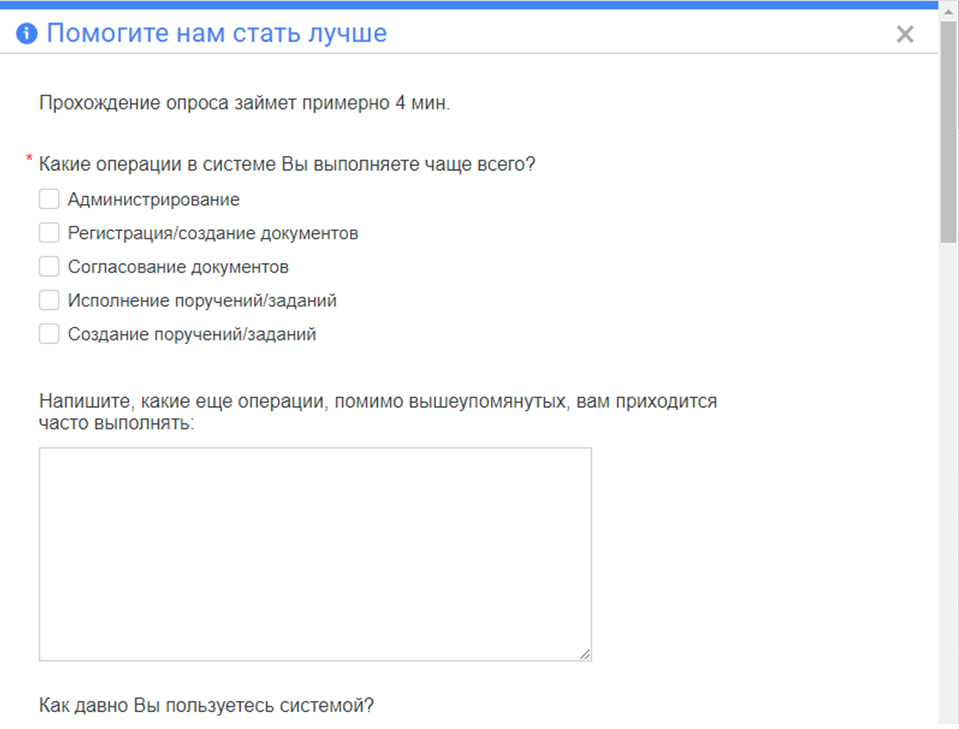 Помогите нам стать лучше
Прохождение опроса займет примерно 4 мин.
* Какие операции в системе Вы выполняете чаще всего?
Администрирование
Регистрация/создание документов
Согласование документов
Исполнение поручений/заданий
Создание поручений/заданий
Напишите, какие еще операции, помимо вышеупомянутых, вам приходится
часто выполнять:
Как давно Вы пользуетесь системой?